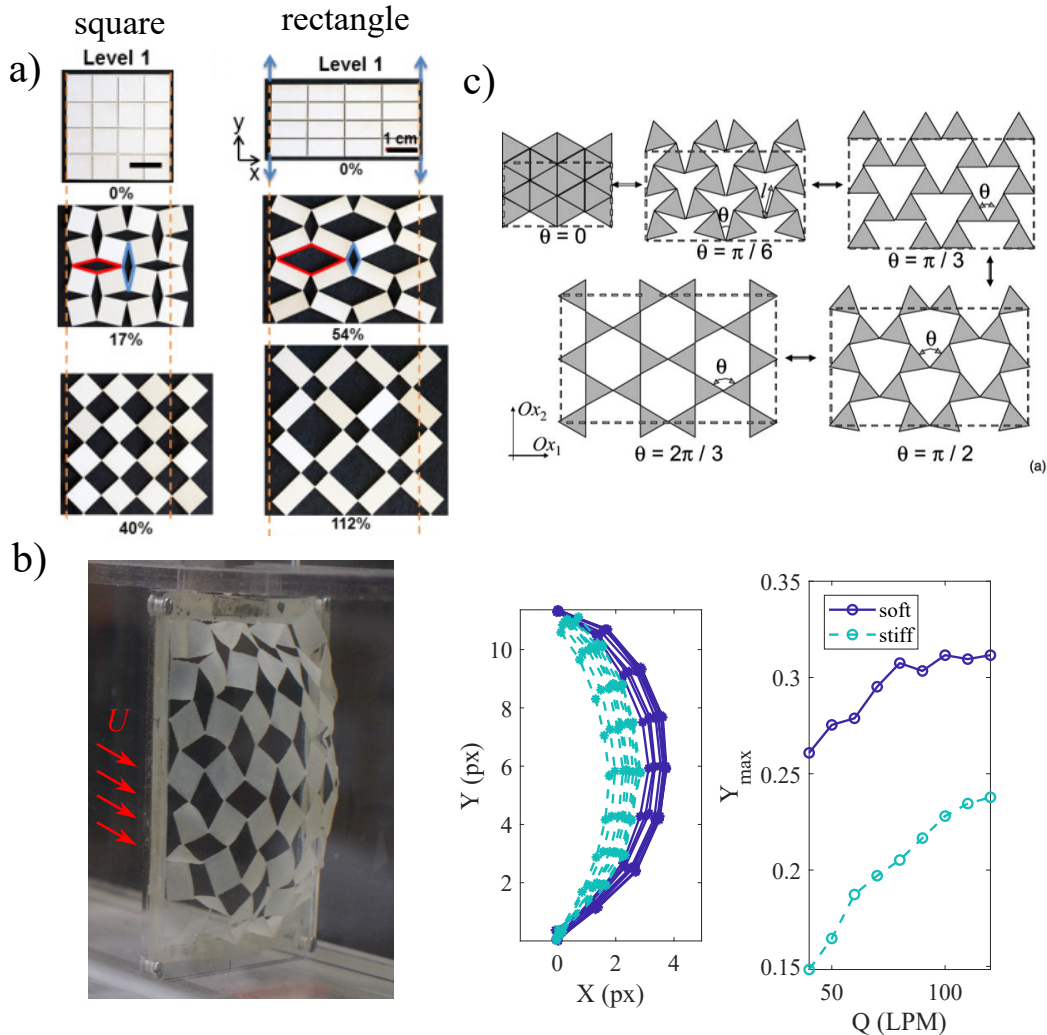 square
rectangle
a)
Level 1
0%
17%
40%
Level 1
y
x
1 cm
0%
54%
112%
c)
θ = 0
θ
l
θ = π / 6
θ
θ = π / 3
θ
θ = 2π / 3
θ
θ = π / 2
Ox2
Ox1
(a)
b)
U
10
8
6
4
2
0
2
4
Y (px)
X (px)
0.35
0.3
0.25
0.2
0.15
50
100
Ymax
Q (LPM)
soft
stiff